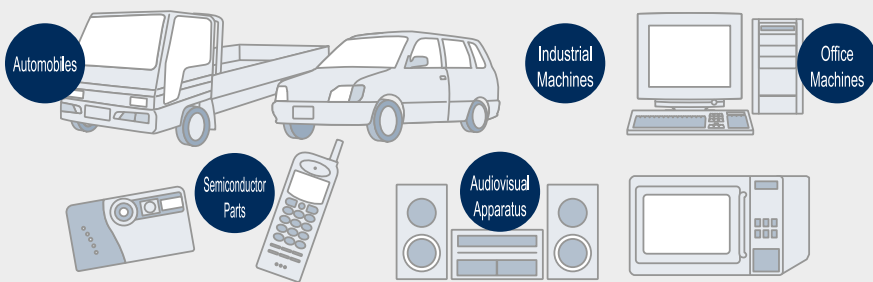 Automobiles
Industrial
Machines
Office
Machines
Semiconductor
Parts
Audiovisual
Apparatus